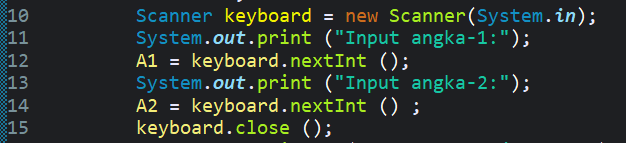 10 Scanner keyboard = new Scanner(System.in);
11 System.out.print ("Input angka-1:");
12 A1 = keyboard.nextInt ();
13 System.out.print ("Input angka-2:");
14 A2 = keyboard.nextInt () ;
15 keyboard.close ();